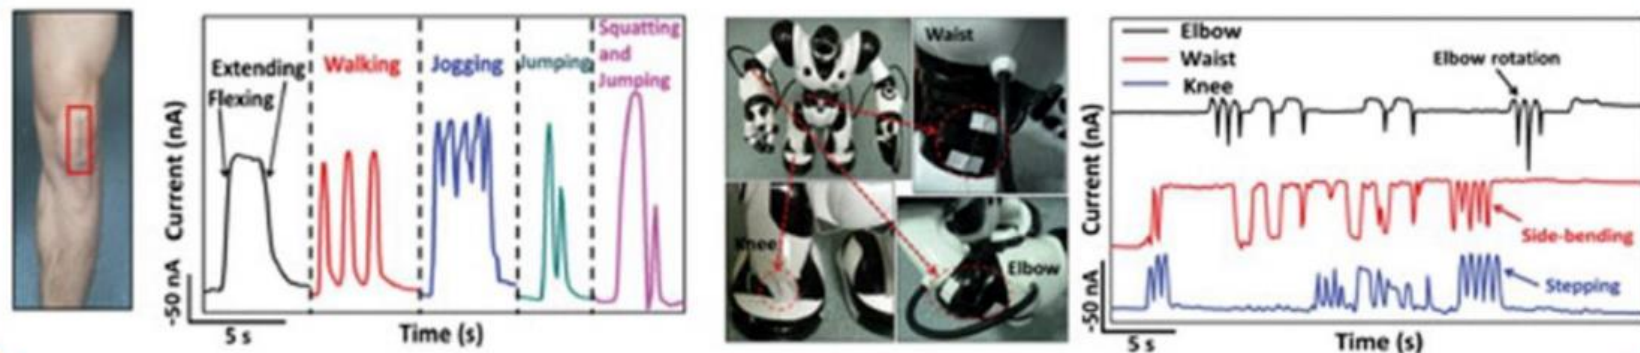 Extending
Flexing
Walking
Jogging
Jumping
Squatting
and
Jumping
Current (nA)
-50 nA
5 s
Time (s)
Waist
Knee
Elbow
Elbow
Waist
Knee
Elbow rotation
Side-bending
Stepping
Current (nA)
-50 nA
5 s
Time (s)